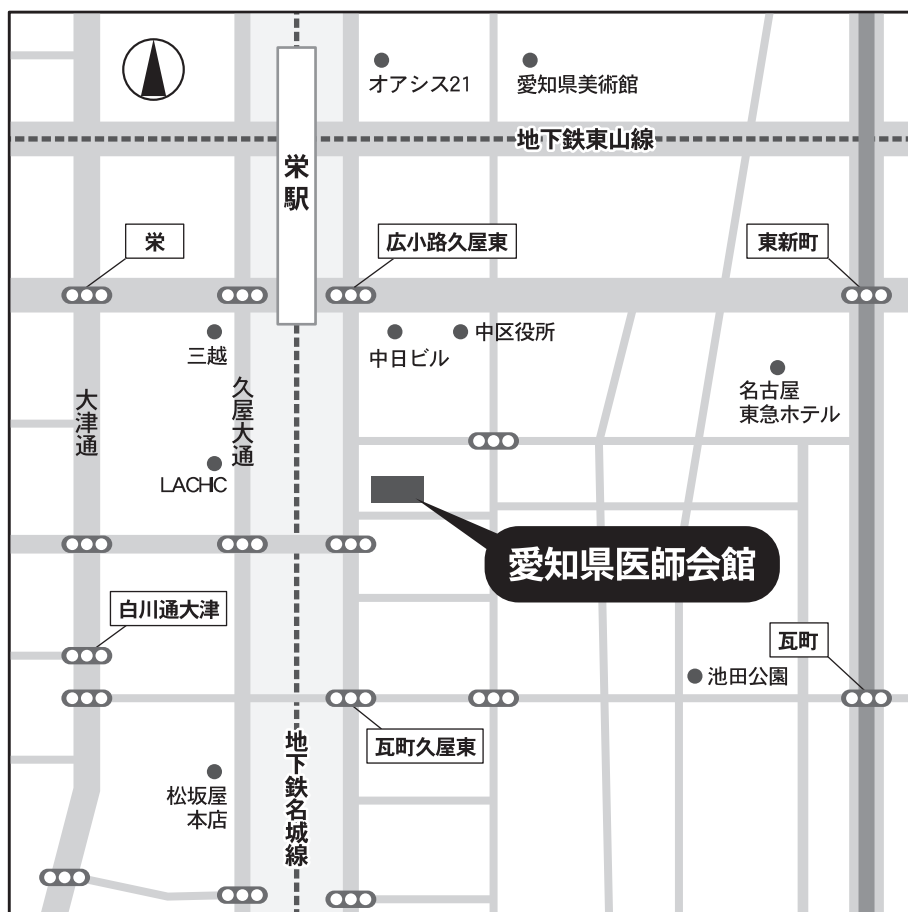 オアシス21
愛知県美術館
地下鉄東山線
栄駅
栄
広小路久屋東
東新町
三越
中日ビル
中区役所
名古屋
東急ホテル
大津通
久屋大通
LACHIC
愛知県医師会館
白川通大津
瓦町
池田公園
瓦町久屋東
地下鉄名城線
松坂屋
本店